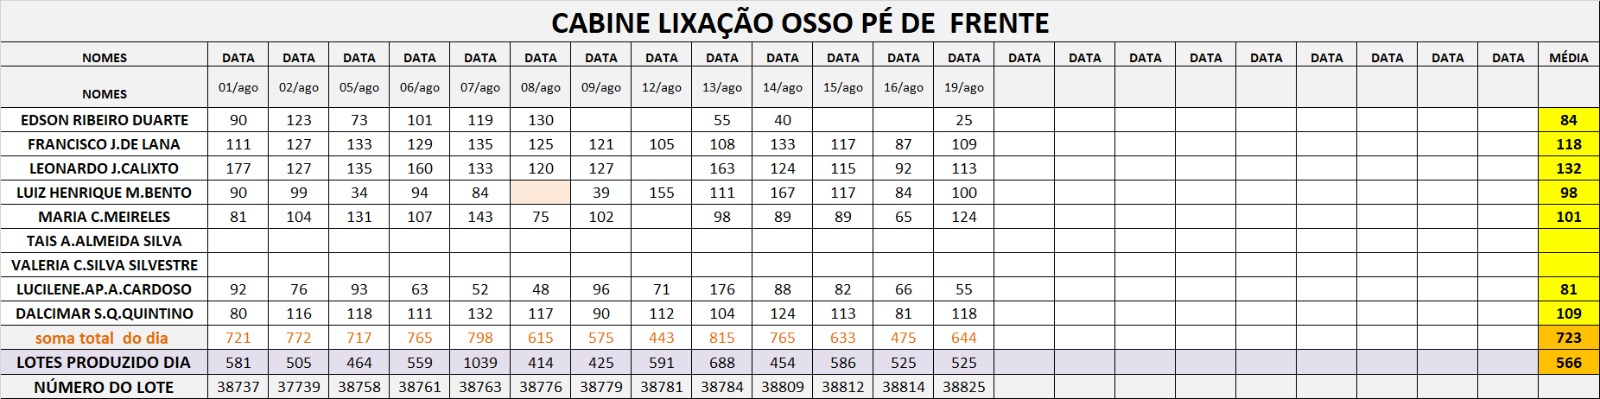 CABINE LIXAÇÃO OSSO PÉ DE FRENTE
NOMES DATA DATA DATA DATA DATA DATA DATA DATA DATA DATA DATA DATA DATA DATA DATA DATA DATA DATA DATA DATA DATA DATA MÉDIA
NOMES 01/ago 02/ago 05/ago 06/ago 07/ago 08/ago 09/ago 12/ago 13/ago 14/ago 15/ago 16/ago 19/ago
EDSON RIBEIRO DUARTE 90 123 73 101 119 130 55 40 25 84
FRANCISCO J.DE LANA 111 127 133 129 135 125 121 105 108 133 117 87 109 118
LEONARDO J.CALIXTO 177 127 135 160 133 120 127 163 124 115 92 113 132
LUIZ HENRIQUE M.BENTO 90 99 34 94 84 39 155 111 167 117 84 100 98
MARIA C.MEIRELES 81 104 131 107 143 75 102 98 89 89 65 124 101
TAIS A.ALMEIDA SILVA
VALERIA C.SILVA SILVESTRE
LUCILENE.AP.A.CARDOSO 92 76 93 63 52 48 96 71 176 88 82 66 55 81
DALCIMAR S.Q.QUINTINO 80 116 118 111 132 117 90 112 104 124 113 81 118 109
soma total do dia 721 772 717 765 798 615 575 443 815 765 633 475 644 723
LOTES PRODUZIDO DIA 581 505 464 559 1039 414 425 591 688 454 586 525 525 566
NÚMERO DO LOTE 38737 37739 38758 38761 38763 38776 38779 38781 38784 38809 38812 38814 38825